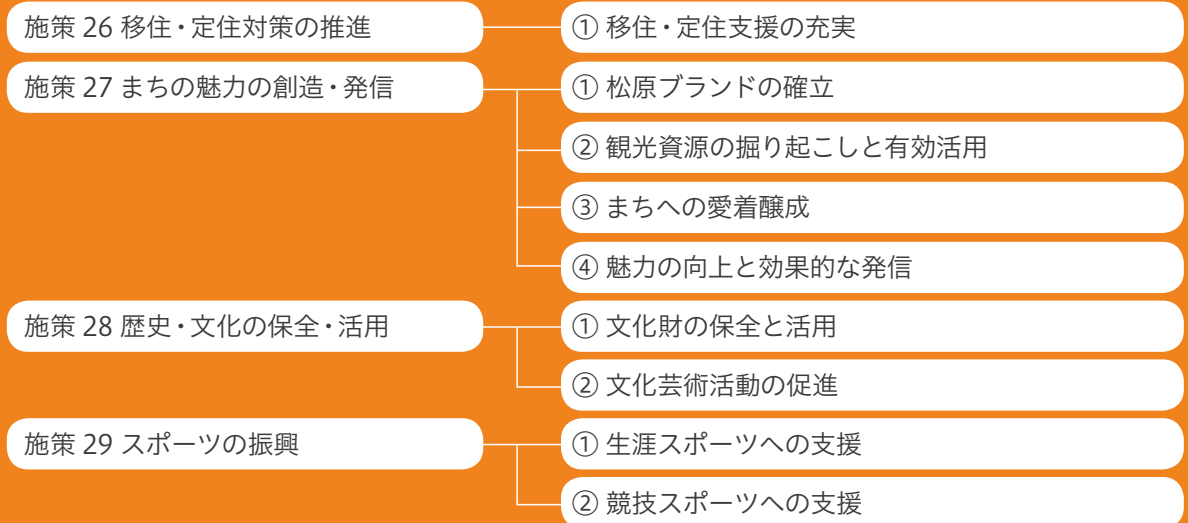 施策 26 移住・定住対策の推進
① 移住・定住支援の充実
施策 27 まちの魅力の創造・発信
① 松原ブランドの確立
② 観光資源の掘り起こしと有効活用
③ まちへの愛着醸成
④ 魅力の向上と効果的な発信
施策 28 歴史・文化の保全・活用
① 文化財の保全と活用
② 文化芸術活動の促進
施策 29 スポーツの振興
① 生涯スポーツへの支援
② 競技スポーツへの支援